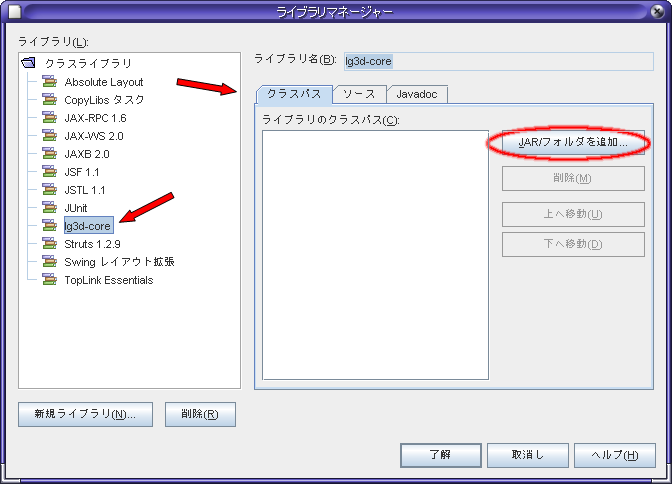 ライブラリマネージャー
ライブラリ(L):
クラスライブラリ
Absolute Layout
CopyLibs タスク
JAX-RPC 1.6
JAX-WS 2.0
JAXB 2.0
JSF 1.1
JSTL 1.1
JUnit
lg3d-core
Struts 1.2.9
Swing レイアウト拡張
TopLink Essentials
新規ライブラリ(N)...
削除(R)
ライブラリ名(B):
lg3d-core
クラスパス
ソース
Javadoc
ライブラリのクラスパス(C):
JAR/フォルダを追加...
削除(M)
上へ移動(U)
下へ移動(D)
了解
取消し
ヘルプ(H)